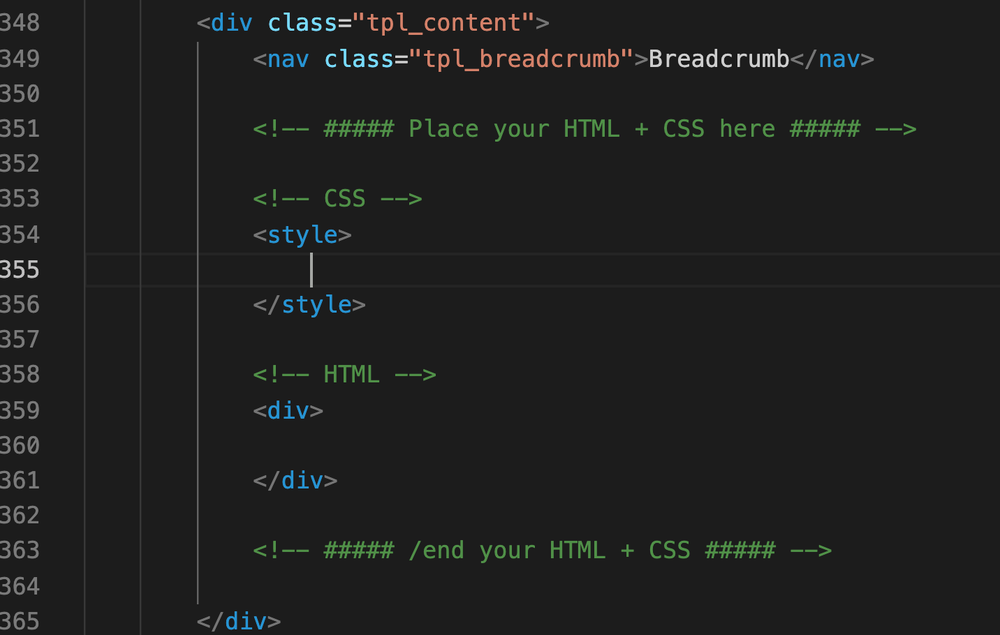 348 <div class="tpl_content">
349 <nav class="tpl_breadcrumb">Breadcrumb</nav>
350
351 <!-- ##### Place your HTML + CSS here ##### -->
352
353 <!-- CSS -->
354 <style>
355
356 </style>
357
358 <!-- HTML -->
359 <div>
360
361 </div>
362
363 <!-- ##### /end your HTML + CSS ##### -->
364
365 </div>